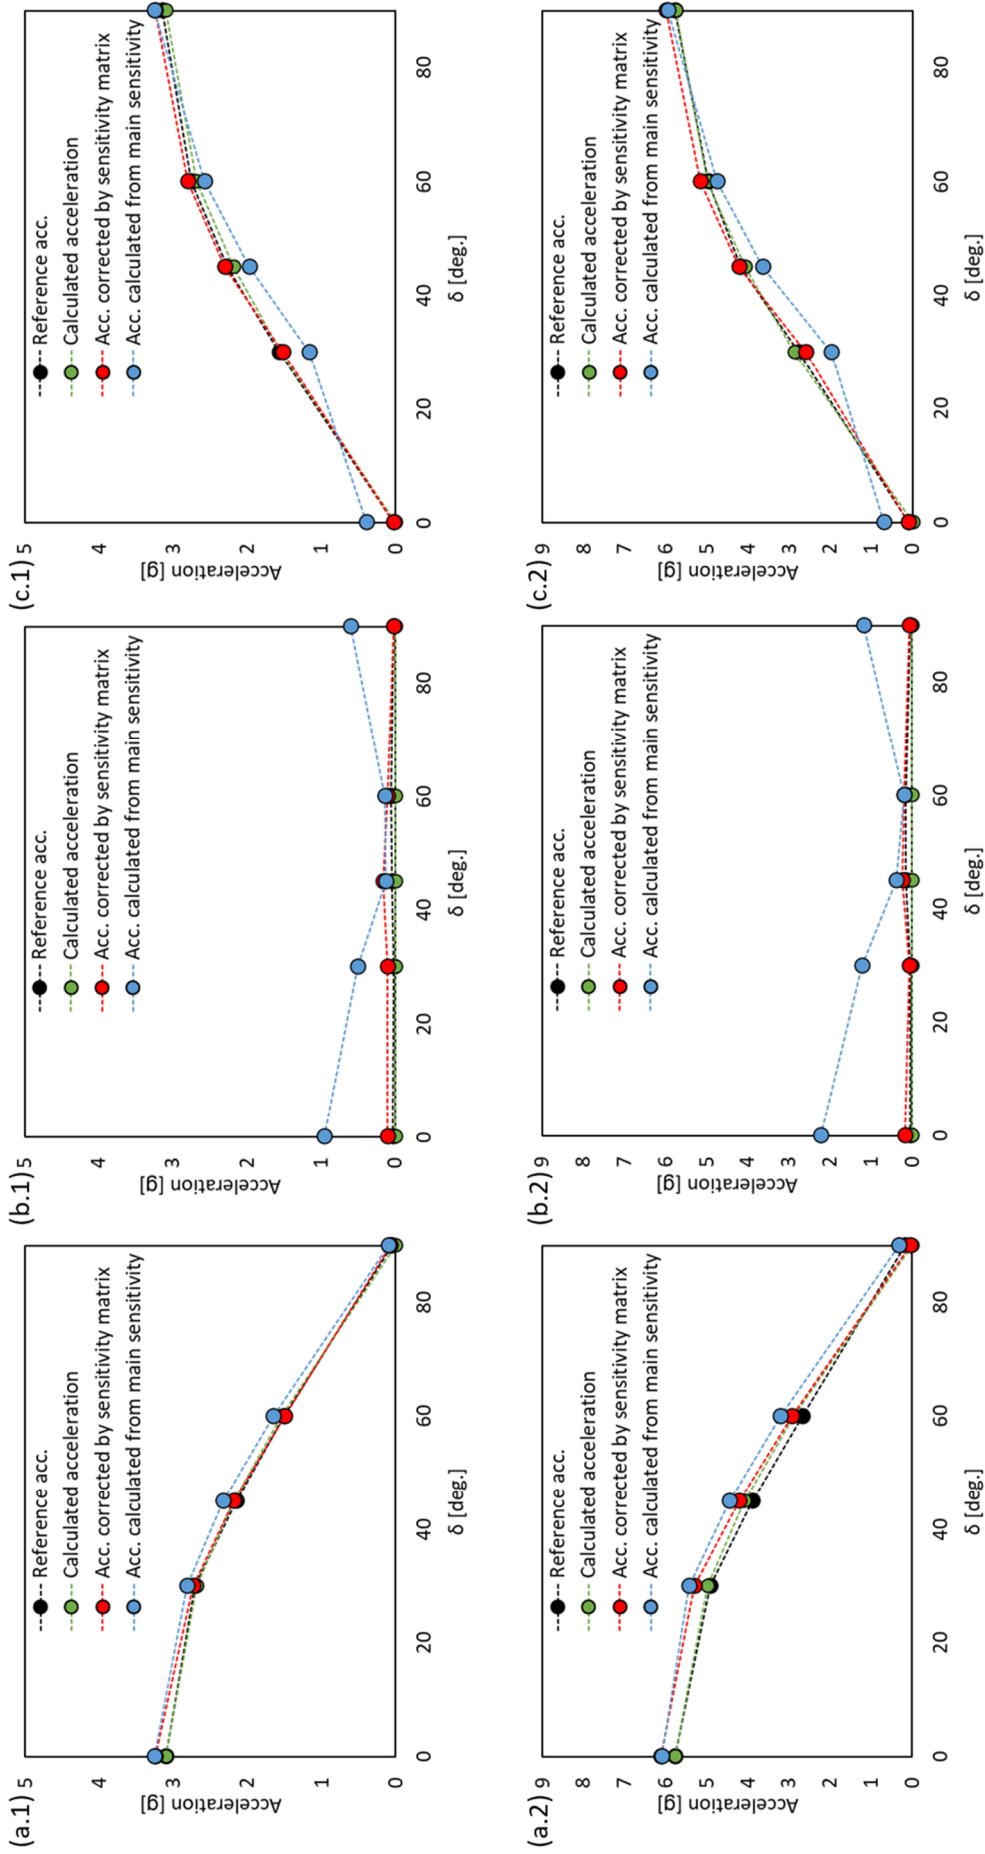 (a.1)
Acceleration [g]
5
4
3
2
1
0
0
20
40
60
80
δ [deg.]
Reference acc.
Calculated acceleration
Acc. corrected by sensitivity matrix
Acc. calculated from main sensitivity
(b.1)
Acceleration [g]
5
4
3
2
1
0
0
20
40
60
80
δ [deg.]
Reference acc.
Calculated acceleration
Acc. corrected by sensitivity matrix
Acc. calculated from main sensitivity
(c.1)
Acceleration [g]
5
4
3
2
1
0
0
20
40
60
80
δ [deg.]
Reference acc.
Calculated acceleration
Acc. corrected by sensitivity matrix
Acc. calculated from main sensitivity
(a.2)
Acceleration [g]
9
8
7
6
5
4
3
2
1
0
0
20
40
60
80
δ [deg.]
Reference acc.
Calculated acceleration
Acc. corrected by sensitivity matrix
Acc. calculated from main sensitivity
(b.2)
Acceleration [g]
9
8
7
6
5
4
3
2
1
0
0
20
40
60
80
δ [deg.]
Reference acc.
Calculated acceleration
Acc. corrected by sensitivity matrix
Acc. calculated from main sensitivity
(c.2)
Acceleration [g]
9
8
7
6
5
4
3
2
1
0
0
20
40
60
80
δ [deg.]
Reference acc.
Calculated acceleration
Acc. corrected by sensitivity matrix
Acc. calculated from main sensitivity